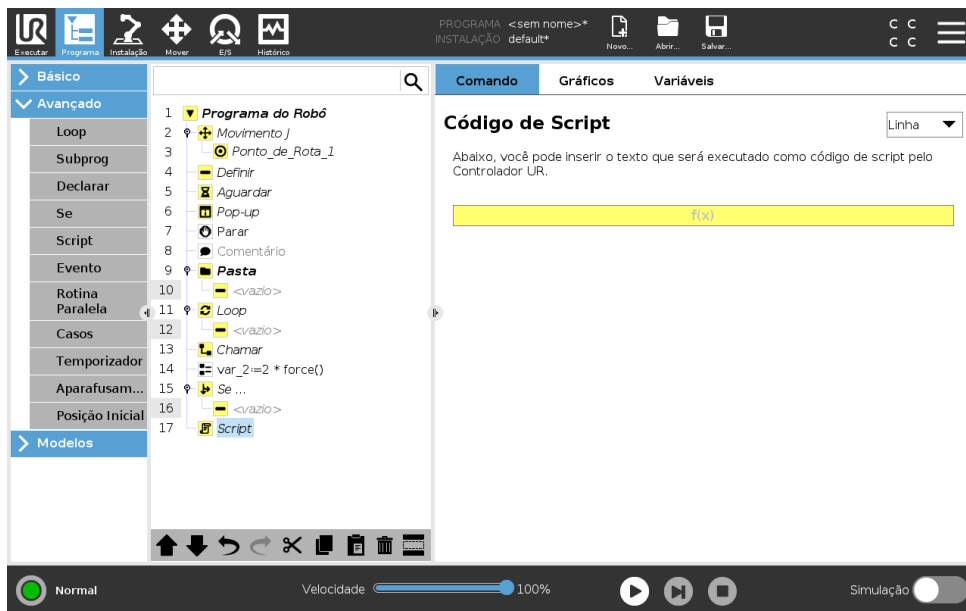 Executar
Programa
Instalação
Mover
E/S
Histórico
PROGRAMA <sem nome>*
INSTALAÇÃO default*
Novo...
Abrir...
Salvar...
C C
C C
Básico
Avançado
Loop
Subprog
Declarar
Se
Script
Evento
Rotina
Paralela
Casos
Temporizador
Aparafusam...
Posição Inicial
Modelos
1 Programa do Robô
2 Movimento J
3 Ponto_de_Rota_1
4 Definir
5 Aguardar
6 Pop-up
7 Parar
8 Comentário
9 Pasta
10 <vazio>
11 Loop
12 <vazio>
13 Chamar
14 var_2:=2 * force()
15 Se ...
16 <vazio>
17 Script
Comando Gráficos Variáveis
Código de Script
Linha
Abaixo, você pode inserir o texto que será executado como código de script pelo
Controlador UR.
f(x)
Normal
Velocidade
100%
Simulação